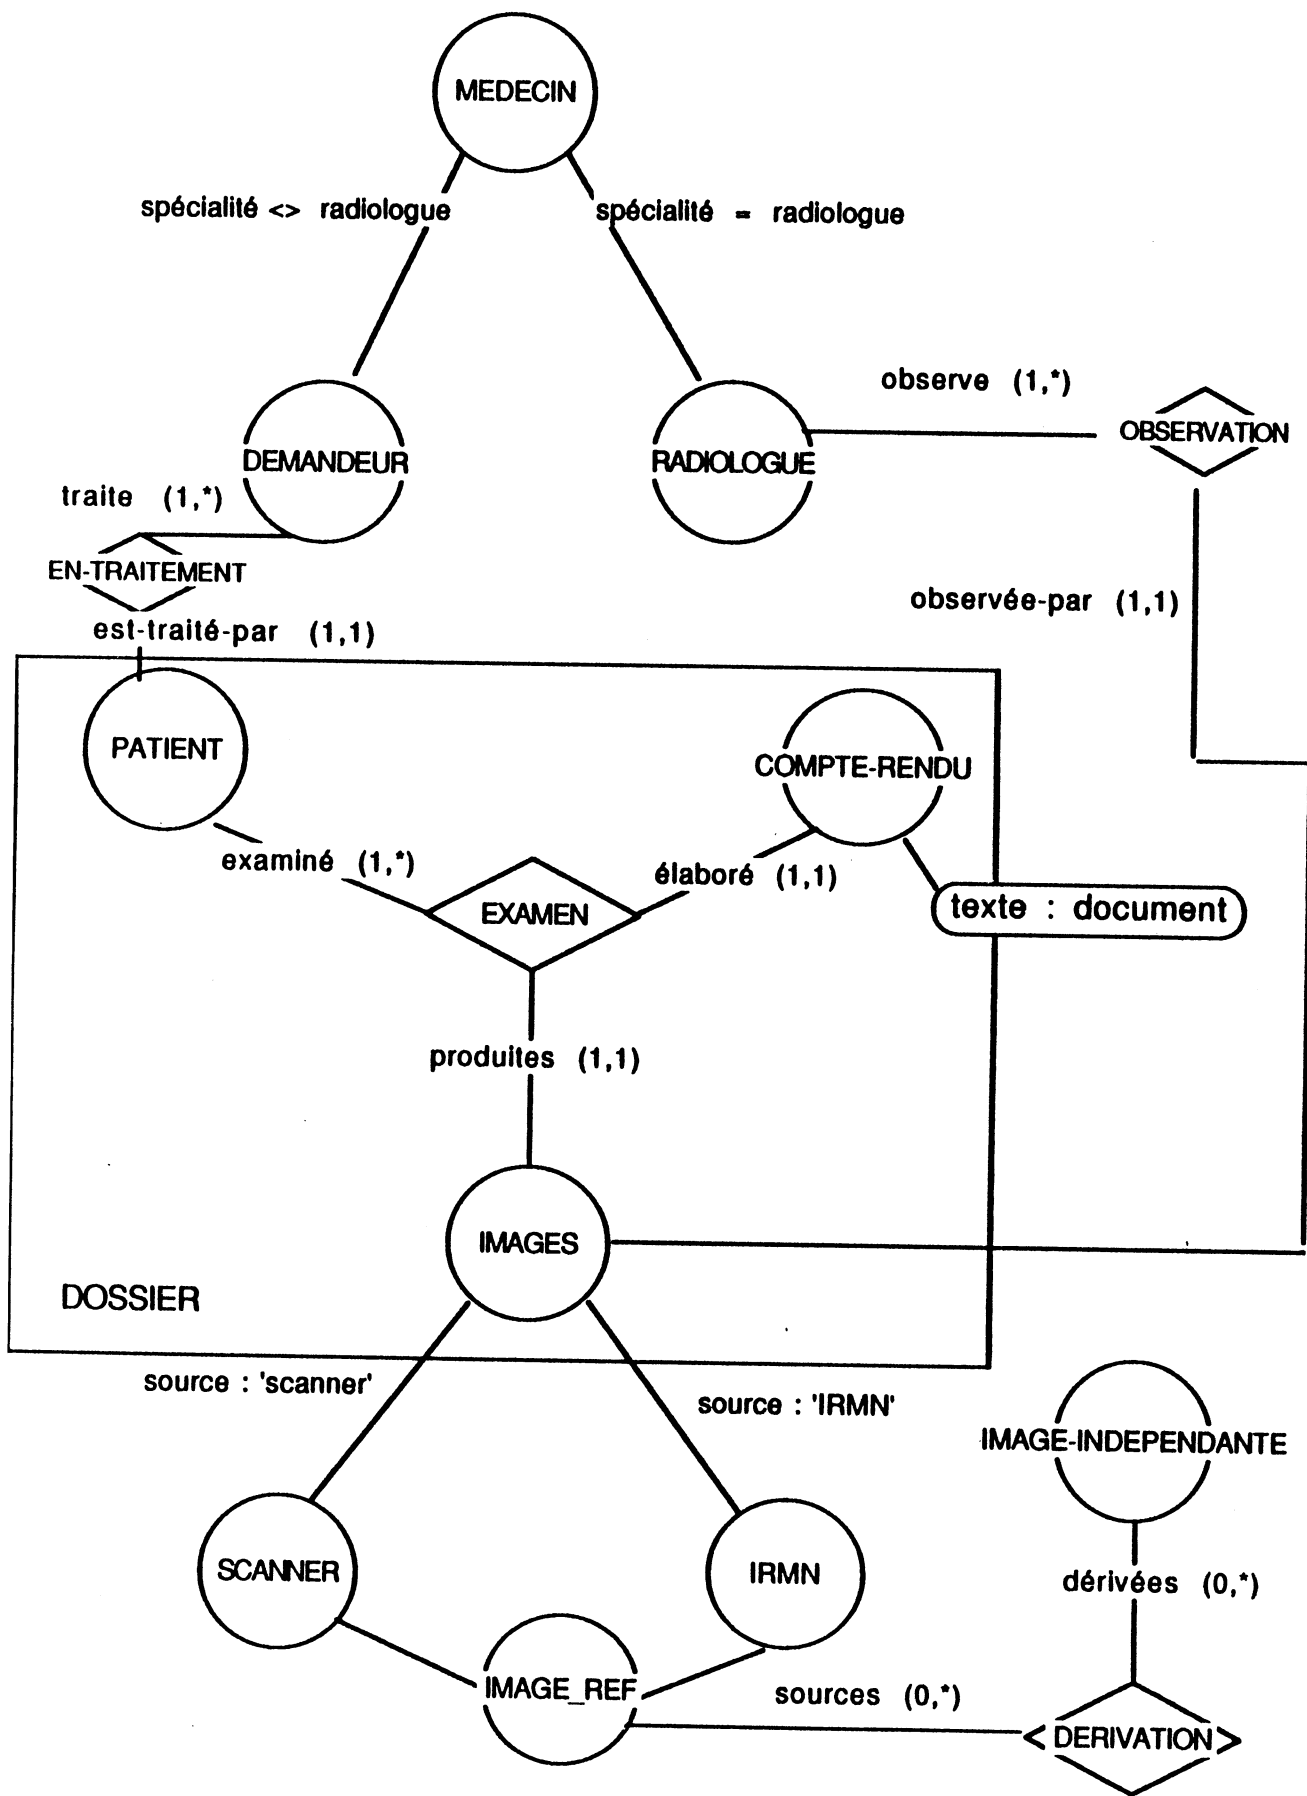 MEDECIN
spécialité <> radiologue
spécialité = radiologue
observe (1,*)
OBSERVATION
DEMANDEUR
RADIOLOGUE
traite (1,*)
EN-TRAITEMENT
observée-par (1,1)
est-traité-par (1,1)
PATIENT
COMPTE-RENDU
examiné (1,*)
élaboré (1,1)
EXAMEN
texte : document
produites (1,1)
IMAGES
DOSSIER
source : 'scanner'
source : 'IRMN'
IMAGE-INDEPENDANTE
SCANNER
IRMN
dérivées (0,*)
IMAGE_REF
sources (0,*)
DERIVATION